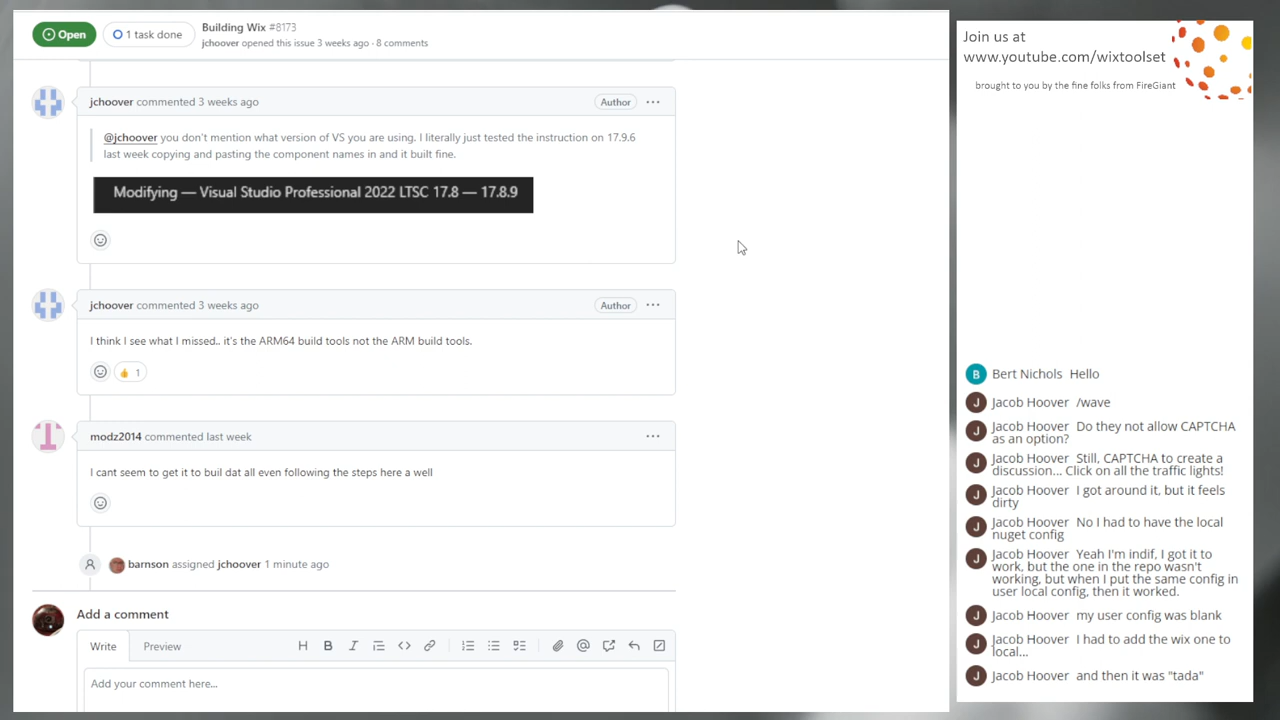 Open
1 task done
Building Wix #8173
jchoover opened this issue 3 weeks ago · 8 comments
jchoover commented 3 weeks ago
Author
@jchoover you don't mention what version of VS you are using. I literally just tested the instruction on 17.9.6
last week copying and pasting the component names in and it built fine.
Modifying — Visual Studio Professional 2022 LTSC 17.8 — 17.8.9
jchoover commented 3 weeks ago
Author
I think I see what I missed.. it's the ARM64 build tools not the ARM build tools.
👍 1
modz2014 commented last week
I cant seem to get it to buil dat all even following the steps here a well
barnson assigned jchoover 1 minute ago
Add a comment
Write
Preview
H B I
Add your comment here...
Join us at
www.youtube.com/wixtoolset
brought to you by the fine folks from FireGiant
B Bert Nichols Hello
J Jacob Hoover /wave
J Jacob Hoover Do they not allow CAPTCHA
as an option?
J Jacob Hoover Still, CAPTCHA to create a
discussion... Click on all the traffic lights!
J Jacob Hoover I got around it, but it feels
dirty
J Jacob Hoover No I had to have the local
nuget config
J Jacob Hoover Yeah I'm indif, I got it to
work, but the one in the repo wasn't
working, but when I put the same config in
user local config, then it worked.
J Jacob Hoover my user config was blank
J Jacob Hoover I had to add the wix one to
local...
J Jacob Hoover and then it was "tada"